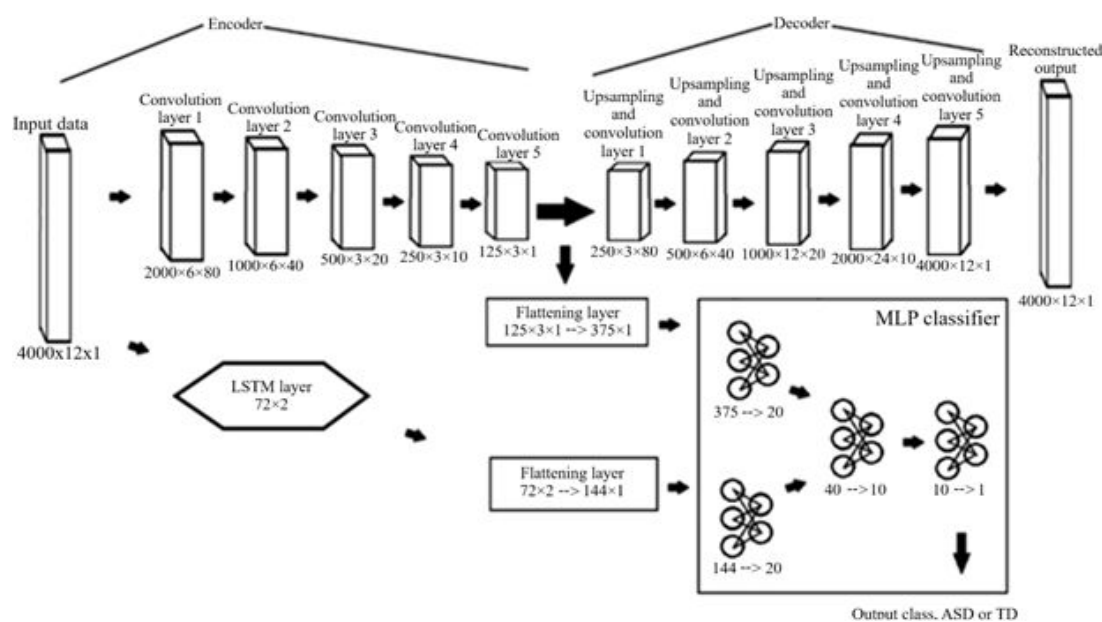 Encoder
Decoder
Input data
4000x12x1
Convolution
layer 1
2000×6×80
Convolution
layer 2
1000×6×40
Convolution
layer 3
500×3×20
Convolution
layer 4
250×3×10
Convolution
layer 5
125×3×1
Upsampling
and
convolution
layer 1
250×3×80
Upsampling
and
convolution
layer 2
500×6×40
Upsampling
and
convolution
layer 3
1000×12×20
Upsampling
and
convolution
layer 4
2000×24×10
Upsampling
and
convolution
layer 5
4000×12×1
Reconstructed
output
4000×12×1
Flattening layer
125×3×1 --> 375×1
LSTM layer
72×2
Flattening layer
72×2 --> 144×1
MLP classifier
375 --> 20
144 --> 20
40 -->10
10 -->1
Output class, ASD or TD